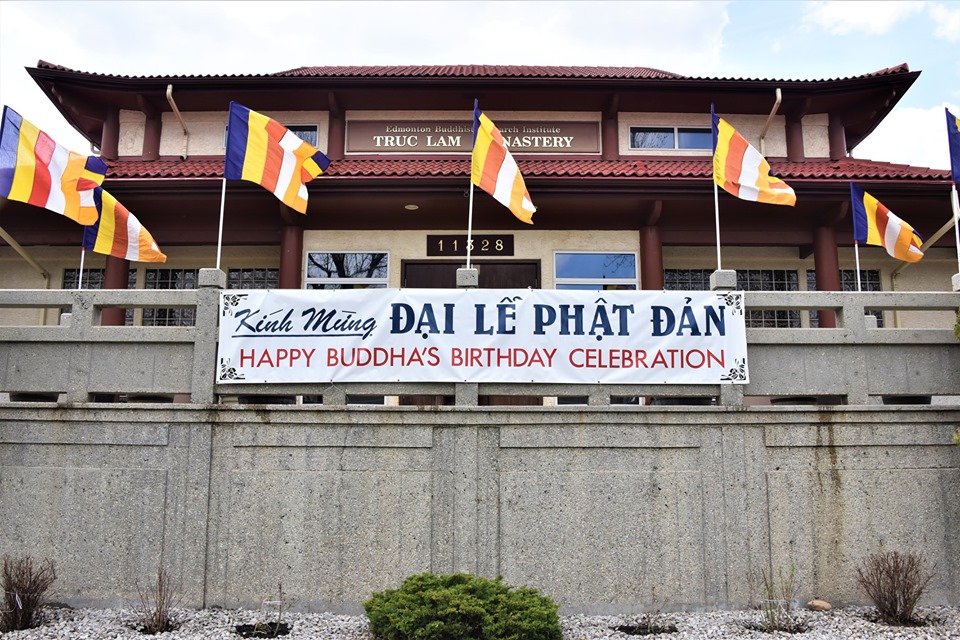 Edmonton Buddhist Research Institute
TRUC LAM MONASTERY
11328
Kính Mừng ĐẠI LỄ PHẬT ĐẢN
HAPPY BUDDHA'S BIRTHDAY CELEBRATION